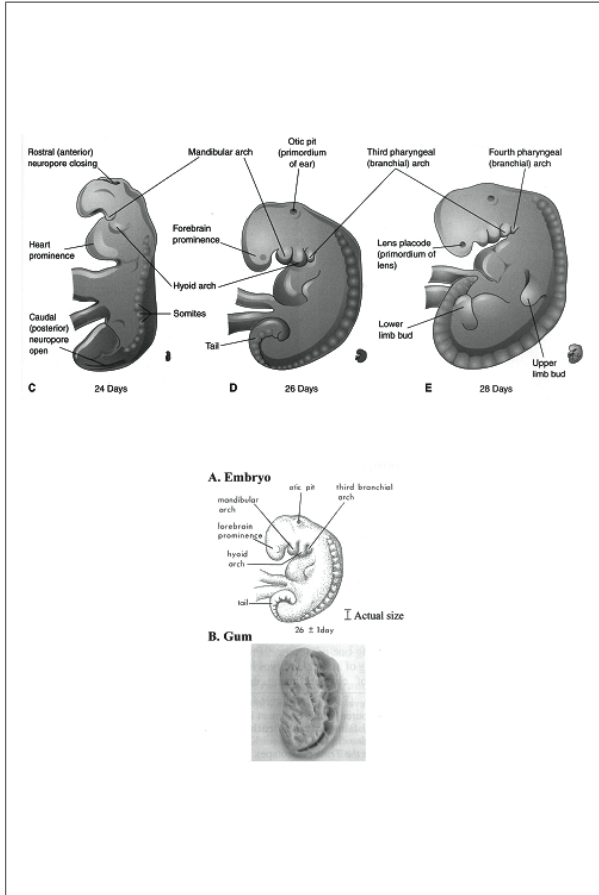 Rostral (anterior)
neuropore closing
Mandibular arch
Otic pit
(primordium
of ear)
Third pharyngeal
(branchial) arch
Fourth pharyngeal
(branchial) arch
Forebrain
prominence
Heart
prominence
Lens placode
(primordium of
lens)
Hyoid arch
Somites
Caudal
(posterior)
neuropore
open
Tail
Lower
limb bud
Upper
limb bud
C
24 Days
D
26 Days
E
28 Days
A. Embryo
otic pit
third branchial
arch
mandibular
arch
forebrain
prominence
hyoid
arch
tail
Actual size
26 ± 1day
B. Gum